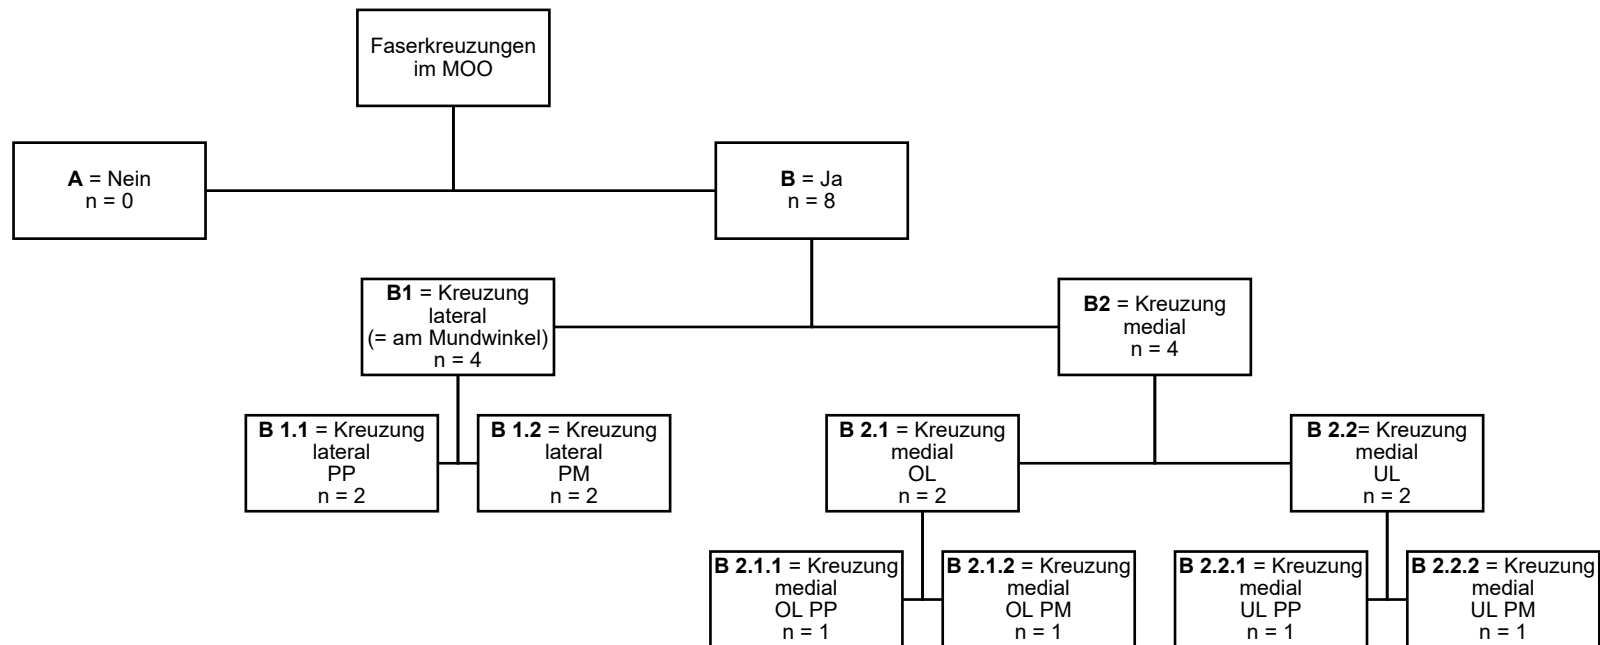 Faserkreuzungen
im MOO
A = Nein
n = 0
B = Ja
n = 8
B1 = Kreuzung
lateral
(= am Mundwinkel)
n = 4
B2 = Kreuzung
medial
n = 4
B 1.1 = Kreuzung
lateral
PP
n = 2
B 1.2 = Kreuzung
lateral
PM
n = 2
B 2.1 = Kreuzung
medial
OL
n = 2
B 2.2= Kreuzung
medial
UL
n = 2
B 2.1.1 = Kreuzung
medial
OL PP
n = 1
B 2.1.2 = Kreuzung
medial
OL PM
n = 1
B 2.2.1 = Kreuzung
medial
UL PP
n = 1
B 2.2.2 = Kreuzung
medial
UL PM
n = 1